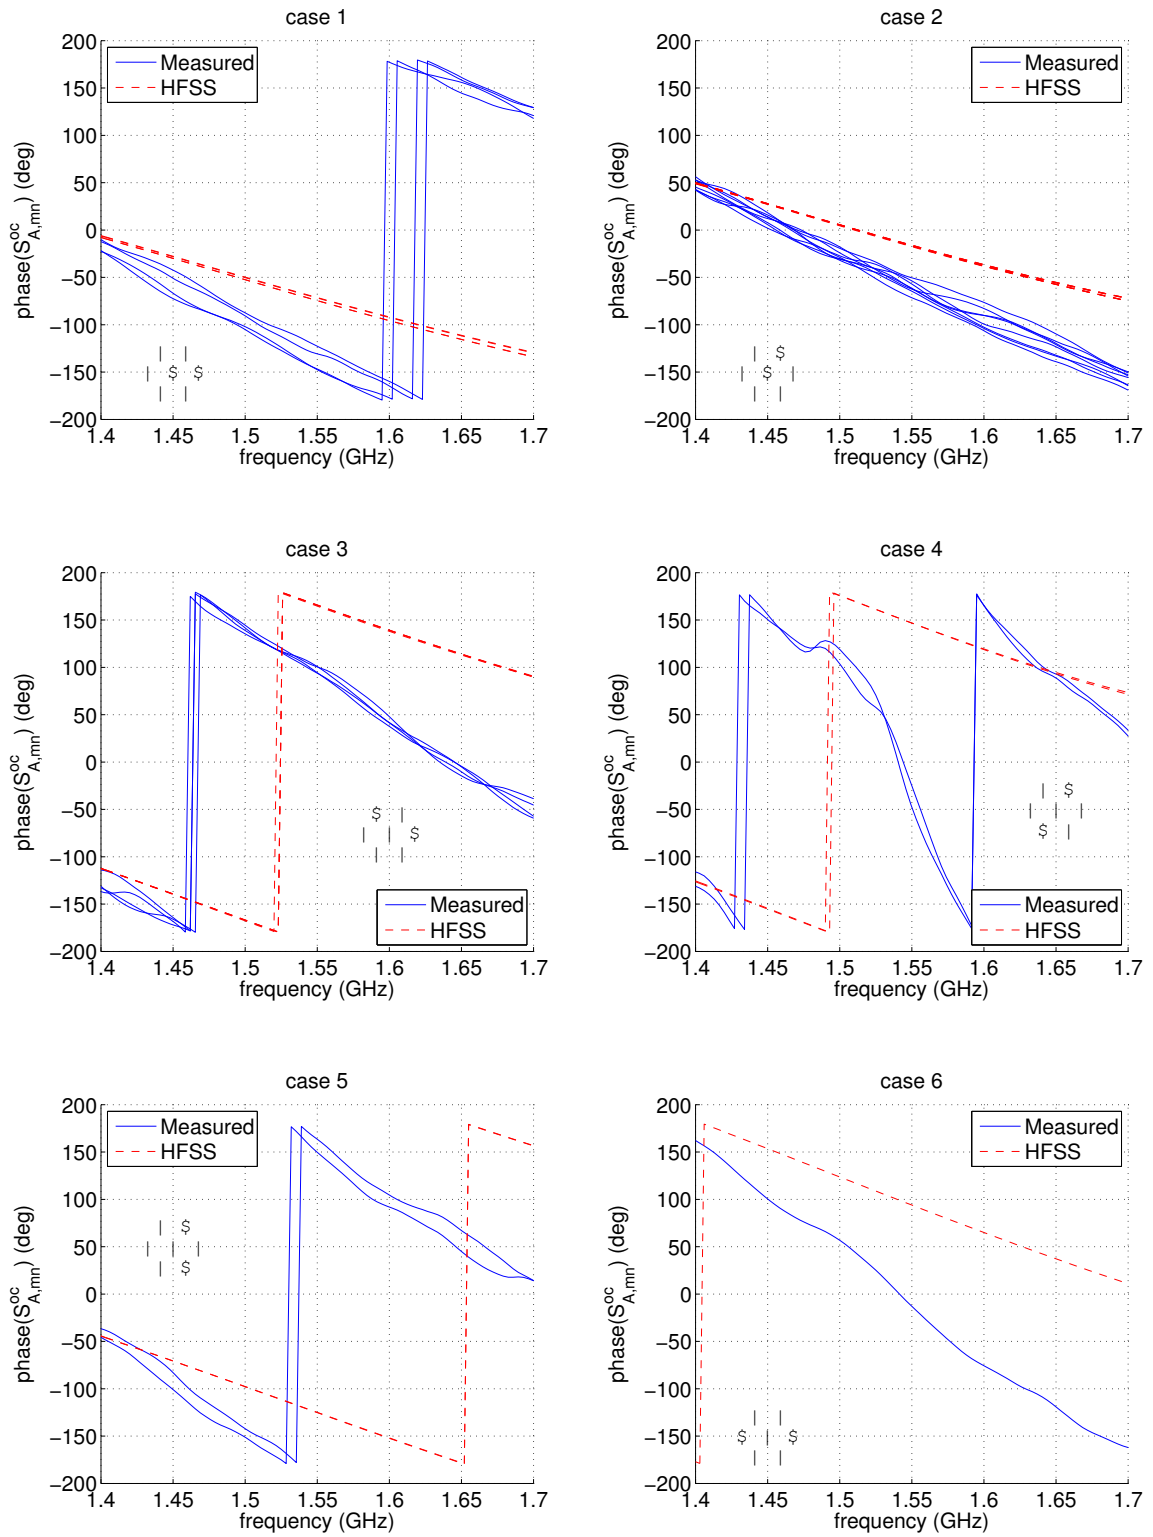 case 1
200
150
100
50
0
−50
−100
−150
−200
1.4 1.45 1.5 1.55 1.6 1.65 1.7
frequency (GHz)
phase(S^oc_A,mn) (deg)
Measured
HFSS
| |
| $ $
| |
case 2
200
150
100
50
0
−50
−100
−150
−200
1.4 1.45 1.5 1.55 1.6 1.65 1.7
frequency (GHz)
phase(S^oc_A,mn) (deg)
Measured
HFSS
| $
| $ |
| |
case 3
200
150
100
50
0
−50
−100
−150
−200
1.4 1.45 1.5 1.55 1.6 1.65 1.7
frequency (GHz)
phase(S^oc_A,mn) (deg)
$ |
| | $
| |
Measured
HFSS
case 4
200
150
100
50
0
−50
−100
−150
−200
1.4 1.45 1.5 1.55 1.6 1.65 1.7
frequency (GHz)
phase(S^oc_A,mn) (deg)
| $
| | |
$ |
Measured
HFSS
case 5
200
150
100
50
0
−50
−100
−150
−200
1.4 1.45 1.5 1.55 1.6 1.65 1.7
frequency (GHz)
phase(S^oc_A,mn) (deg)
Measured
HFSS
| $
| | |
| $
case 6
200
150
100
50
0
−50
−100
−150
−200
1.4 1.45 1.5 1.55 1.6 1.65 1.7
frequency (GHz)
phase(S^oc_A,mn) (deg)
Measured
HFSS
| |
$ | $
| |